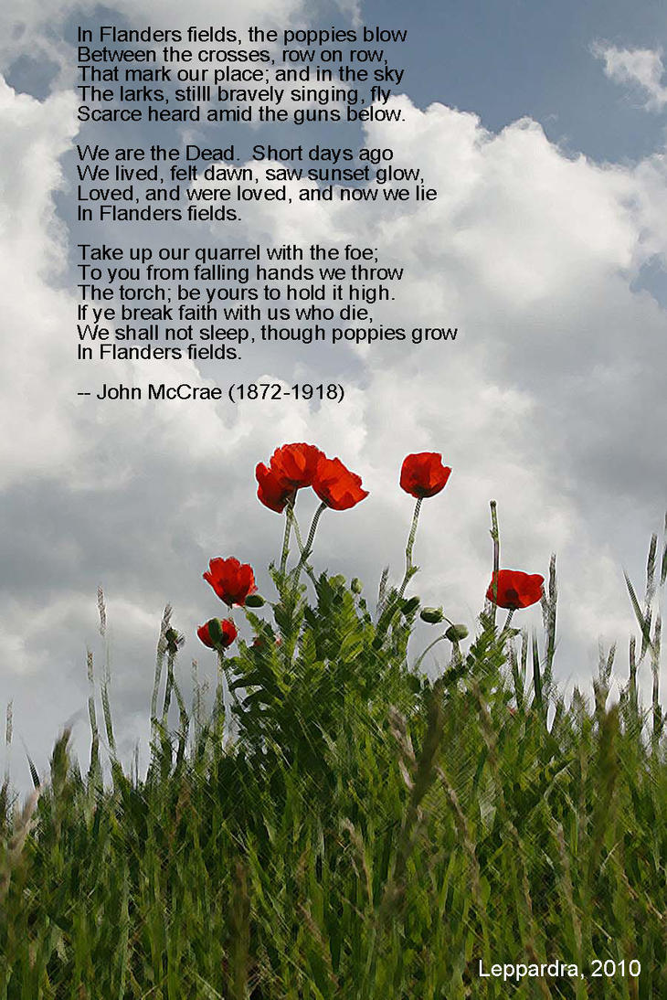 In Flanders fields, the poppies blow
Between the crosses, row on row,
That mark our place; and in the sky
The larks, stilll bravely singing, fly
Scarce heard amid the guns below.

We are the Dead.  Short days ago
We lived, felt dawn, saw sunset glow,
Loved, and were loved, and now we lie
In Flanders fields.

Take up our quarrel with the foe;
To you from falling hands we throw
The torch; be yours to hold it high.
If ye break faith with us who die,
We shall not sleep, though poppies grow
In Flanders fields.

-- John McCrae (1872-1918)

Leppardra, 2010